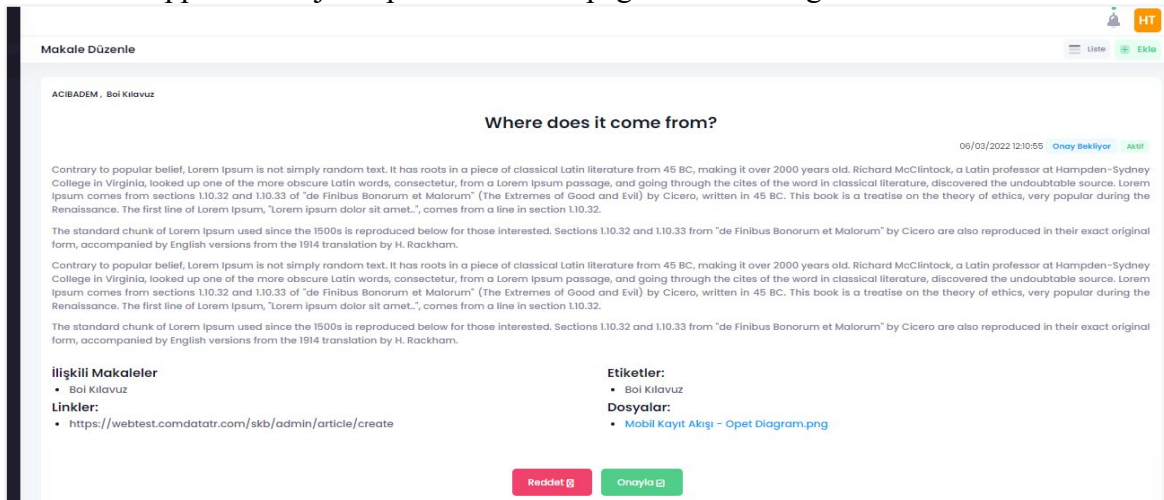 HT
Makale Düzenle
Liste
Ekle
ACIBADEM , Boi Kılavuz
Where does it come from?
06/03/2022 12:10:55 Onay Bekliyor Aktif
Contrary to popular belief, Lorem Ipsum is not simply random text. It has roots in a piece of classical Latin literature from 45 BC, making it over 2000 years old. Richard McClintock, a Latin professor at Hampden-Sydney
College in Virginia, looked up one of the more obscure Latin words, consectetur, from a Lorem Ipsum passage, and going through the cites of the word in classical literature, discovered the undoubtable source. Lorem
Ipsum comes from sections 1.10.32 and 1.10.33 of "de Finibus Bonorum et Malorum" (The Extremes of Good and Evil) by Cicero, written in 45 BC. This book is a treatise on the theory of ethics, very popular during the
Renaissance. The first line of Lorem Ipsum, "Lorem ipsum dolor sit amet..", comes from a line in section 1.10.32.
The standard chunk of Lorem Ipsum used since the 1500s is reproduced below for those interested. Sections 1.10.32 and 1.10.33 from "de Finibus Bonorum et Malorum" by Cicero are also reproduced in their exact original
form, accompanied by English versions from the 1914 translation by H. Rackham.
Contrary to popular belief, Lorem Ipsum is not simply random text. It has roots in a piece of classical Latin literature from 45 BC, making it over 2000 years old. Richard McClintock, a Latin professor at Hampden-Sydney
College in Virginia, looked up one of the more obscure Latin words, consectetur, from a Lorem Ipsum passage, and going through the cites of the word in classical literature, discovered the undoubtable source. Lorem
Ipsum comes from sections 1.10.32 and 1.10.33 of "de Finibus Bonorum et Malorum" (The Extremes of Good and Evil) by Cicero, written in 45 BC. This book is a treatise on the theory of ethics, very popular during the
Renaissance. The first line of Lorem Ipsum, "Lorem ipsum dolor sit amet..", comes from a line in section 1.10.32.
The standard chunk of Lorem Ipsum used since the 1500s is reproduced below for those interested. Sections 1.10.32 and 1.10.33 from "de Finibus Bonorum et Malorum" by Cicero are also reproduced in their exact original
form, accompanied by English versions from the 1914 translation by H. Rackham.
İlişkili Makaleler
• Boi Kılavuz
Linkler:
• https://webtest.comdatatr.com/skb/admin/article/create
Etiketler:
• Boi Kılavuz
Dosyalar:
• Mobil Kayıt Akışı - Opet Diagram.png
Reddet
Onayla